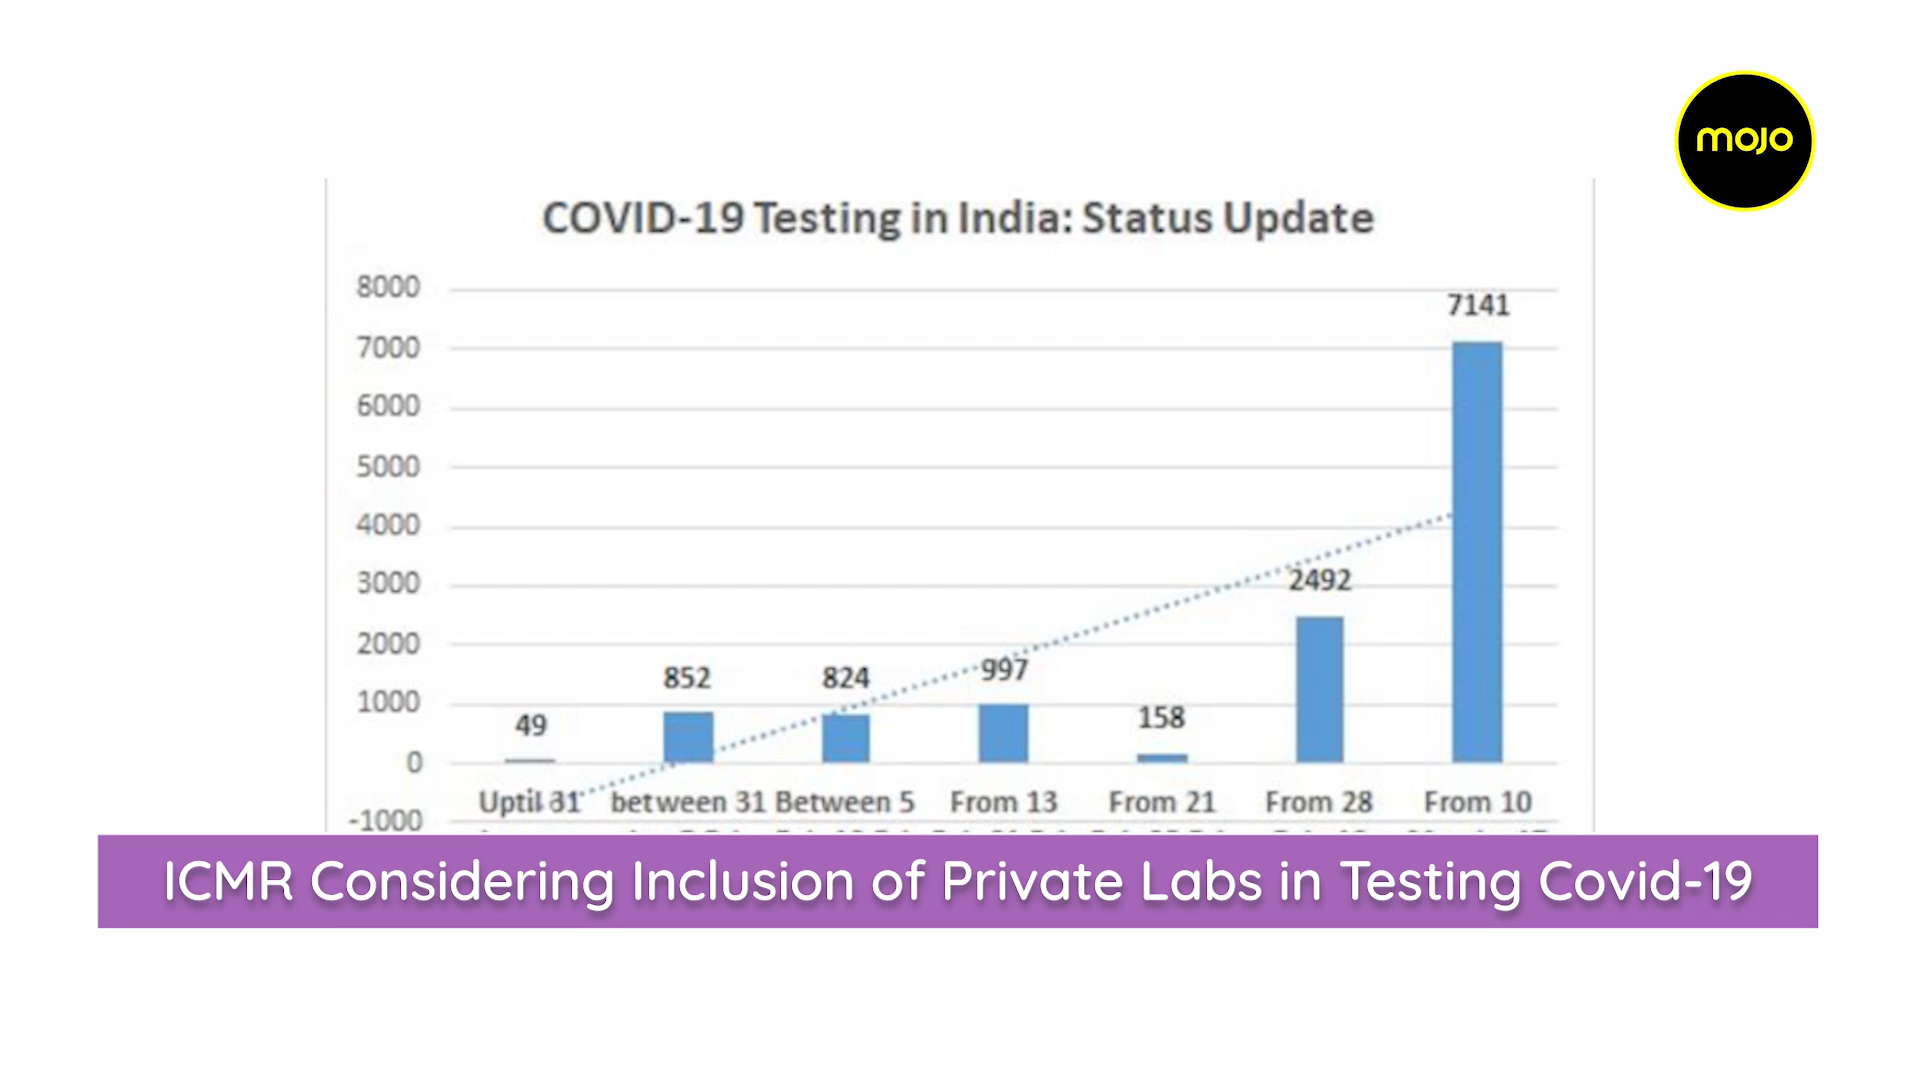 mojo
COVID-19 Testing in India: Status Update
8000
7000
6000
5000
4000
3000
2000
1000
0
-1000
49
852
824
997
158
2492
7141
Uptil 31
between 31
Between 5
From 13
From 21
From 28
From 10
ICMR Considering Inclusion of Private Labs in Testing Covid-19